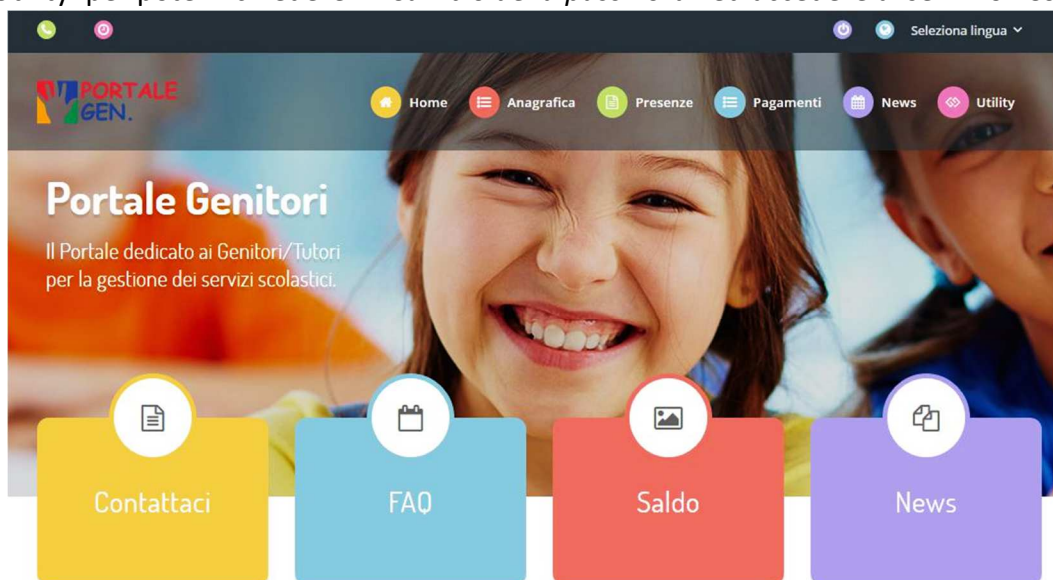 Seleziona lingua
PORTALE
GEN.
Home Anagrafica Presenze Pagamenti News Utility
Portale Genitori
Il Portale dedicato ai Genitori/Tutori
per la gestione dei servizi scolastici.
Contattaci FAQ Saldo News